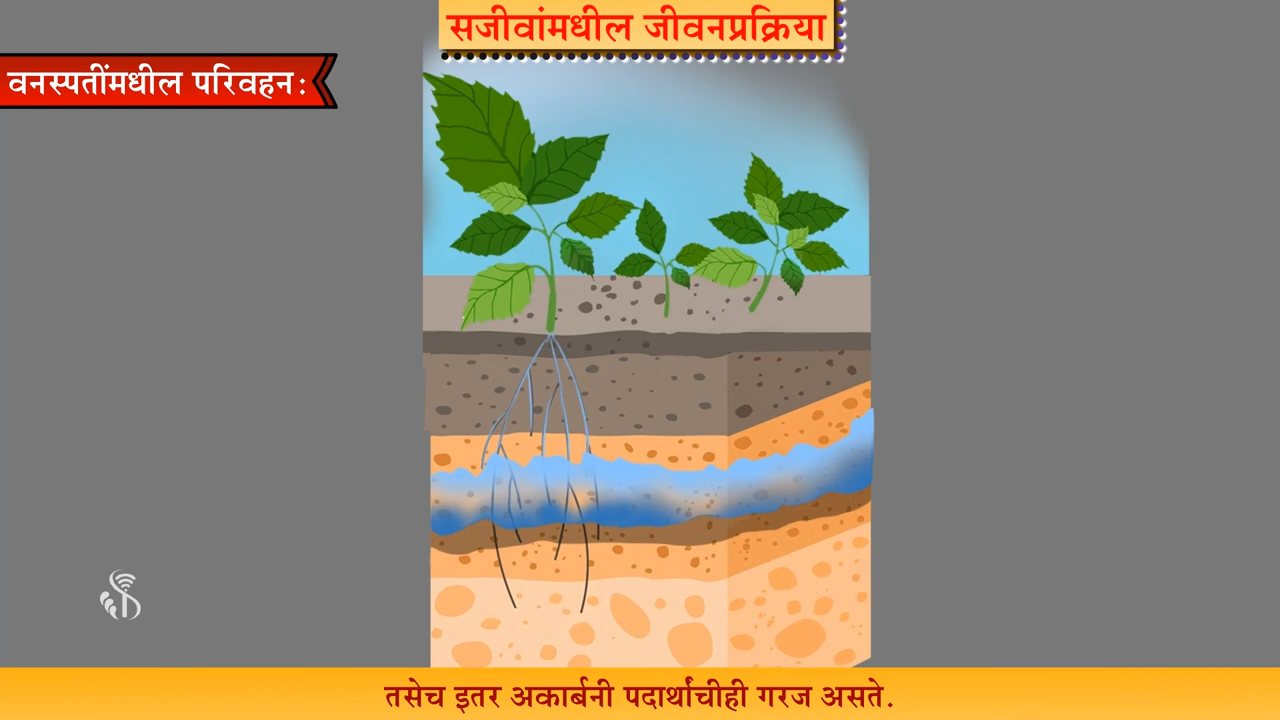 सजीवांमधील जीवनप्रक्रिया
वनस्पतींमधील परिवहन:
तसेच इतर अकार्बनी पदार्थांचीही गरज असते.